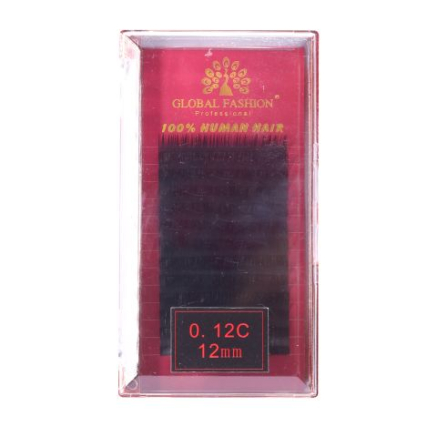 GLOBAL FASHION®
Professional
100% HUMAN HAIR
0. 12C
12mm